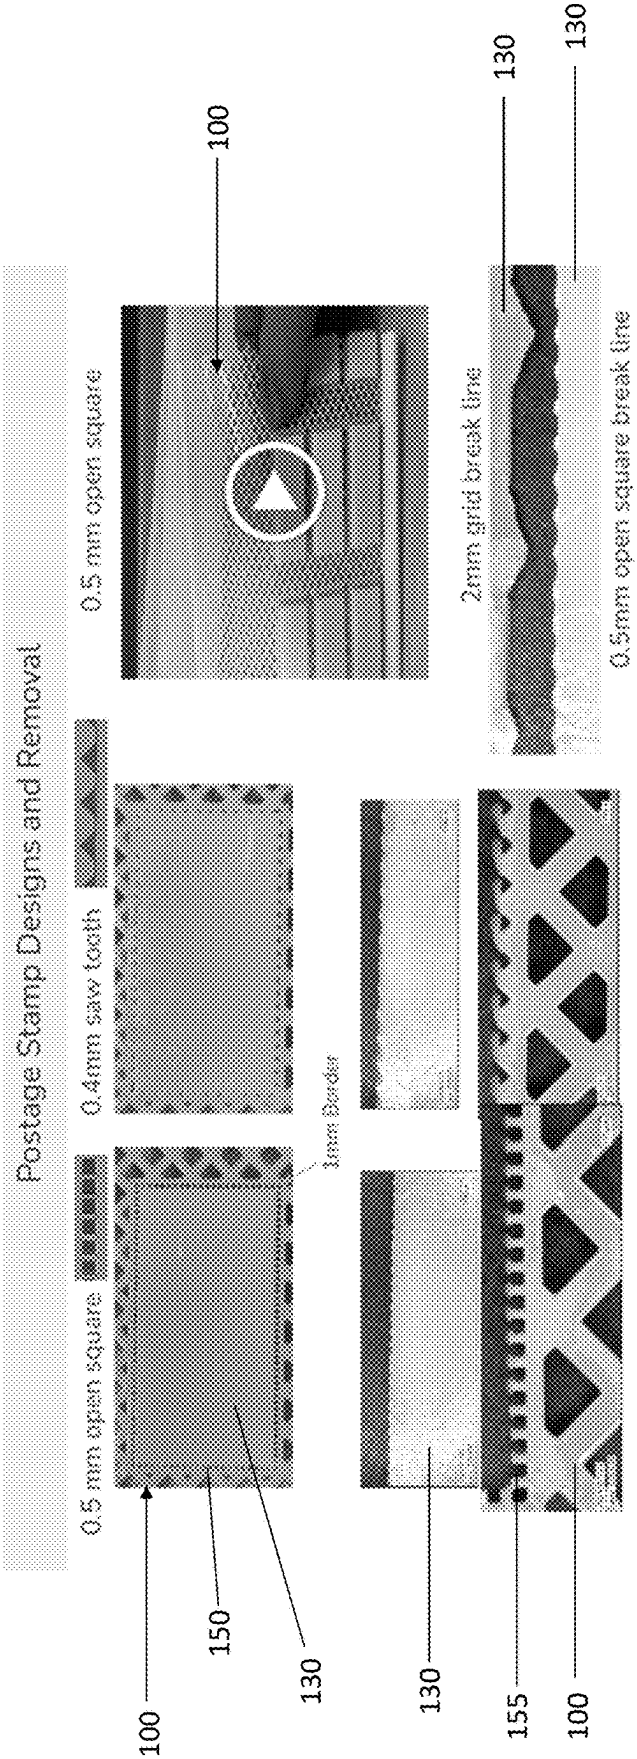 Postage Stamp Designs and Removal
0.5 mm open square
0.4mm saw tooth
0.5 mm open square
100
100
150
130
1mm Border
130
2mm grid break line
130
130
0.5mm open square break line
155
100